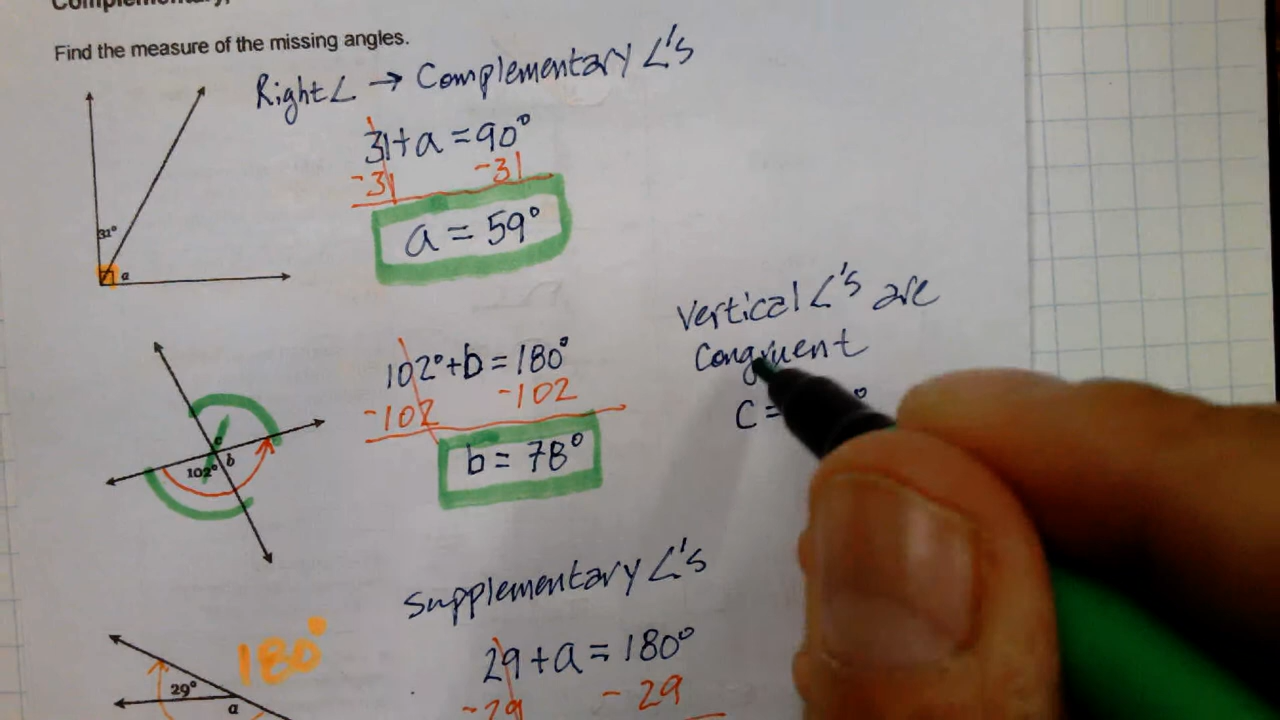 Complementary,
Find the measure of the missing angles.
Right∠ → Complementary ∠'s
31+a = 90°
-31 -31
a = 59°
31°
a
Vertical ∠'s are
Congruent
C = °
102°+b = 180°
-102 -102
b = 78°
c
102° b
Supplementary ∠'s
29+a = 180°
-29 -29
180°
29°
a